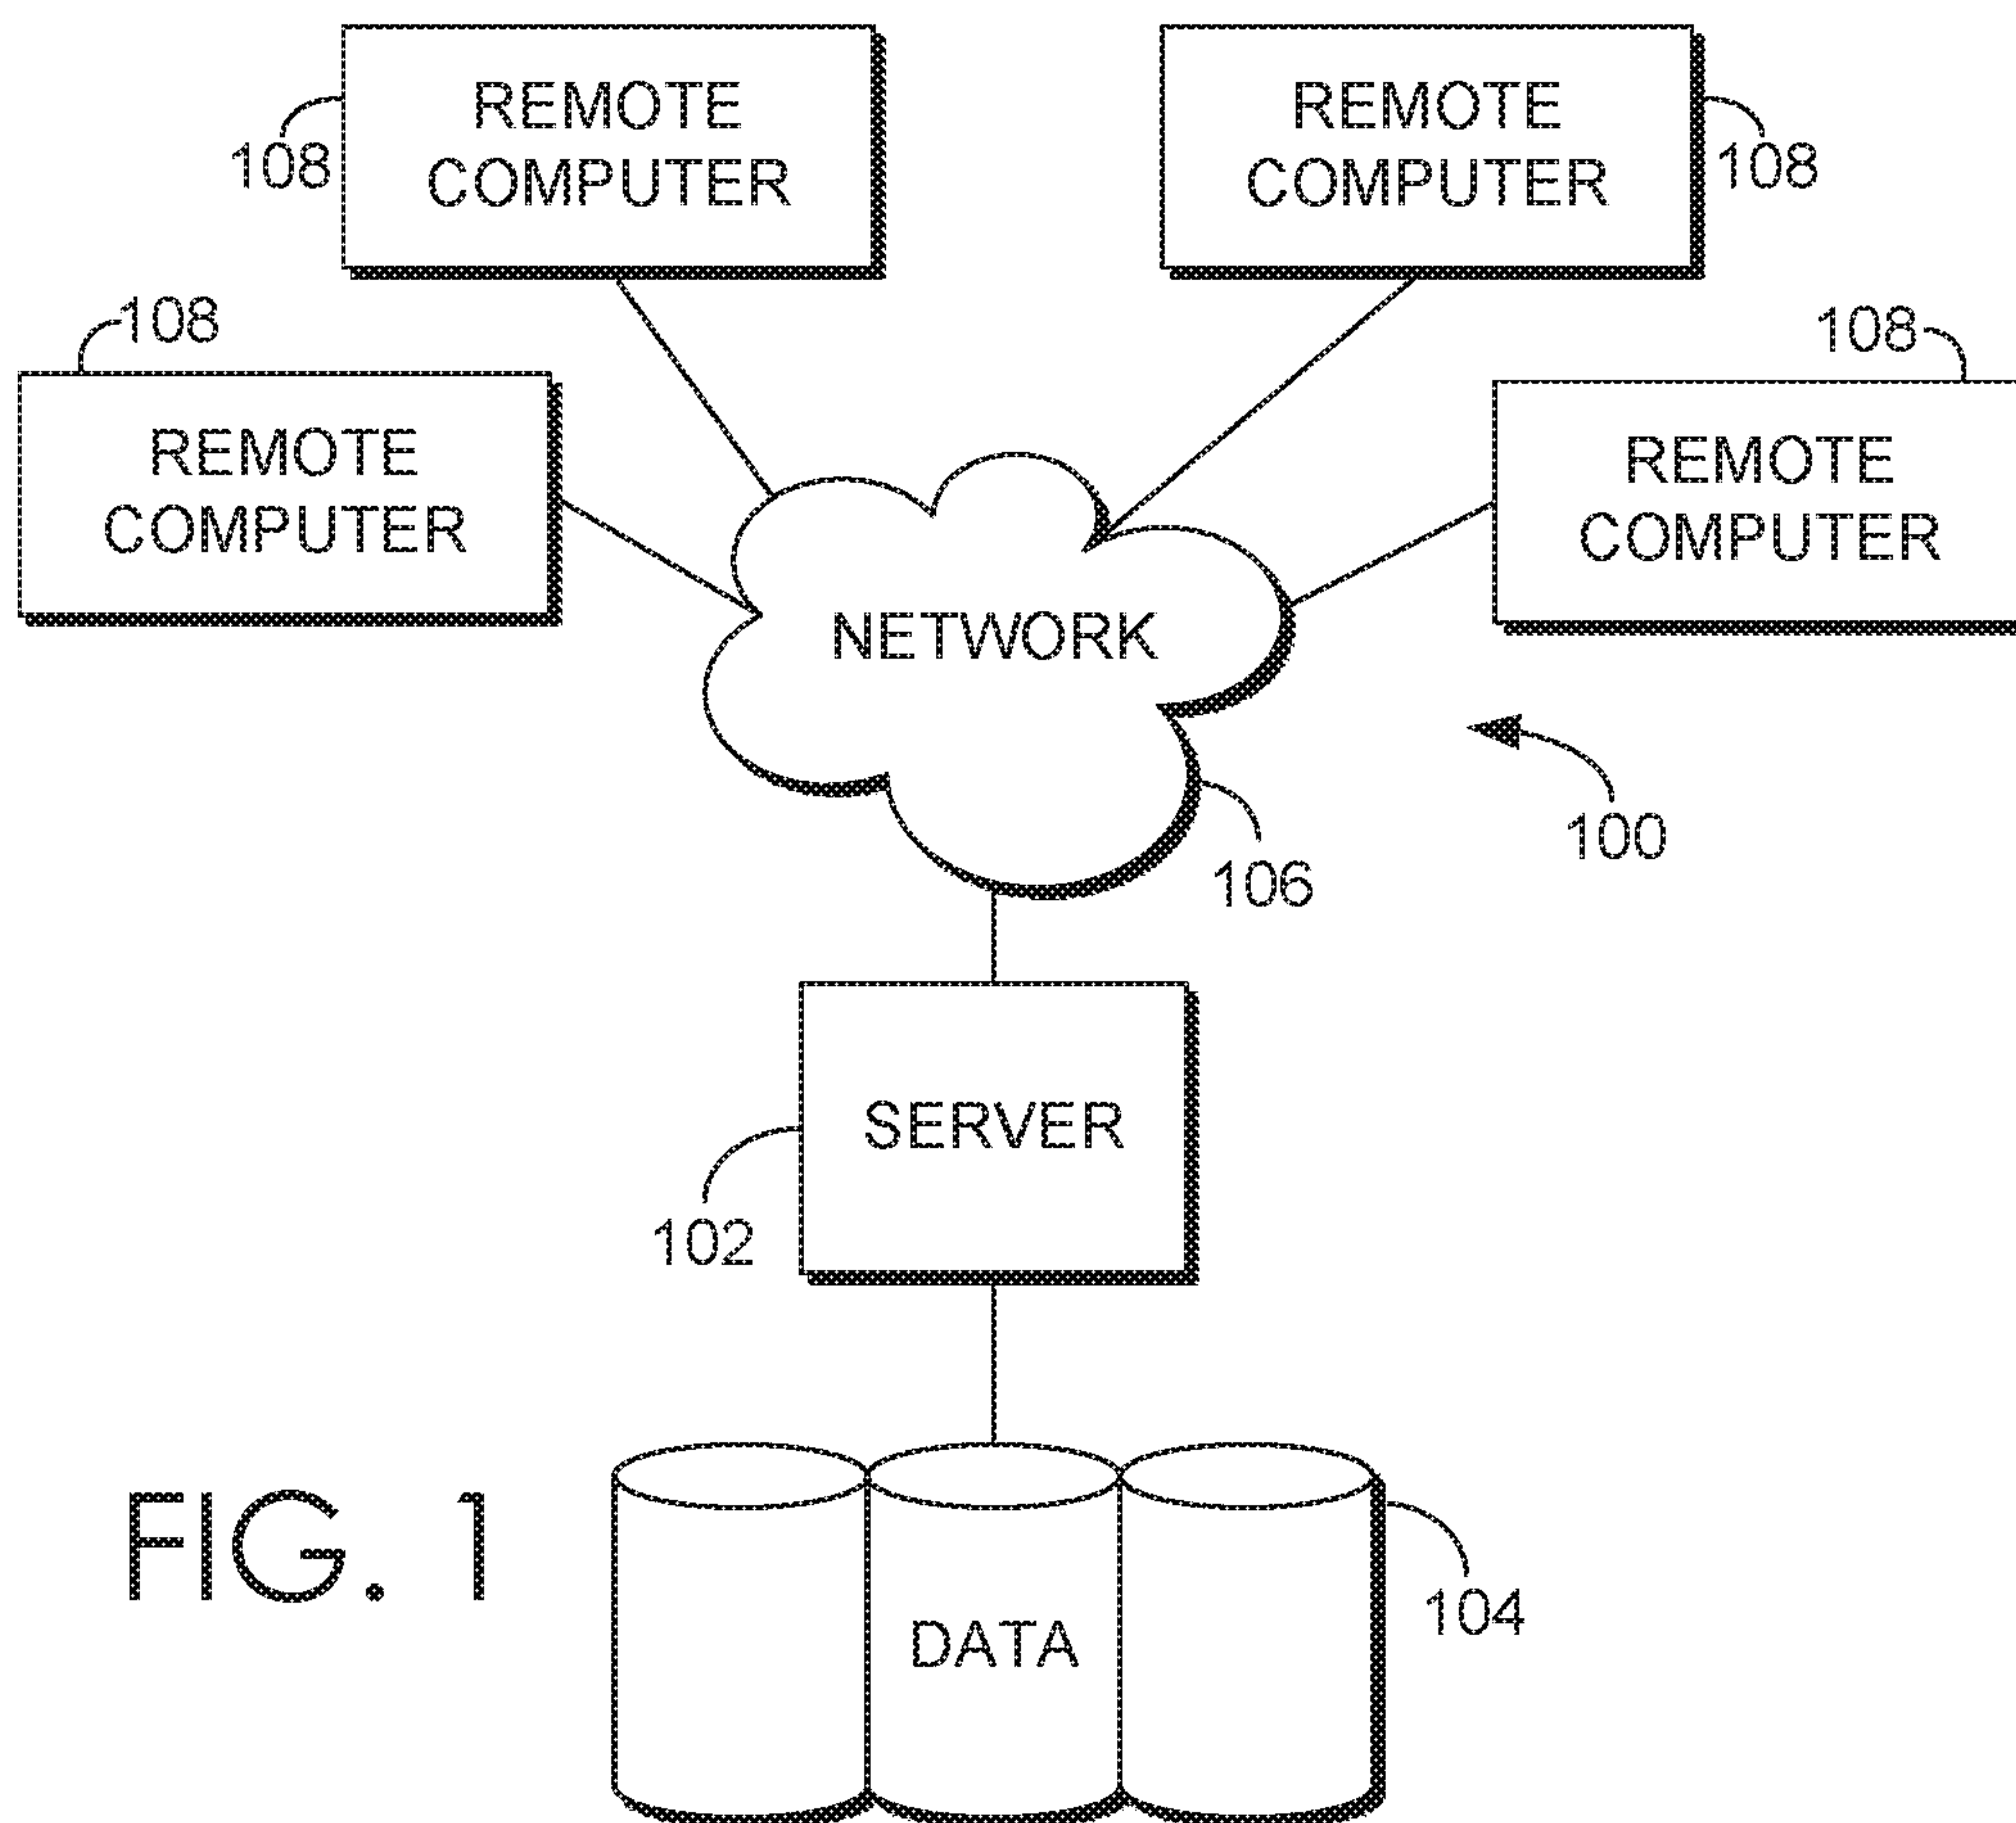 REMOTE
COMPUTER
108
REMOTE
COMPUTER
108
108
REMOTE
COMPUTER
108
REMOTE
COMPUTER
NETWORK
100
106
SERVER
102
FIG. 1
DATA
104